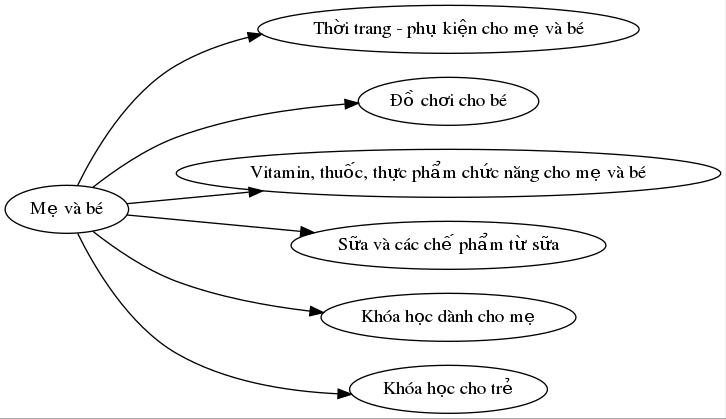 Thời trang - phụ kiện cho mẹ và bé
Đồ chơi cho bé
Vitamin, thuốc, thực phẩm chức năng cho mẹ và bé
Mẹ và bé
Sữa và các chế phẩm từ sữa
Khóa học dành cho mẹ
Khóa học cho trẻ